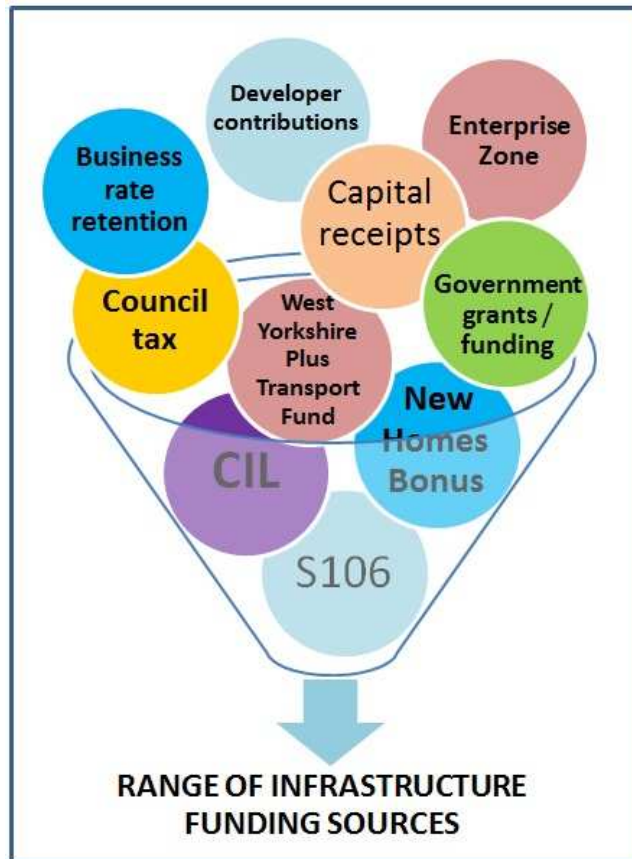 Developer
contributions
Enterprise
Zone
Business
rate
retention
Capital
receipts
Council
tax
West
Yorkshire
Plus
Transport
Fund
Government
grants /
funding
New
Homes
Bonus
CIL
S106
RANGE OF INFRASTRUCTURE
FUNDING SOURCES